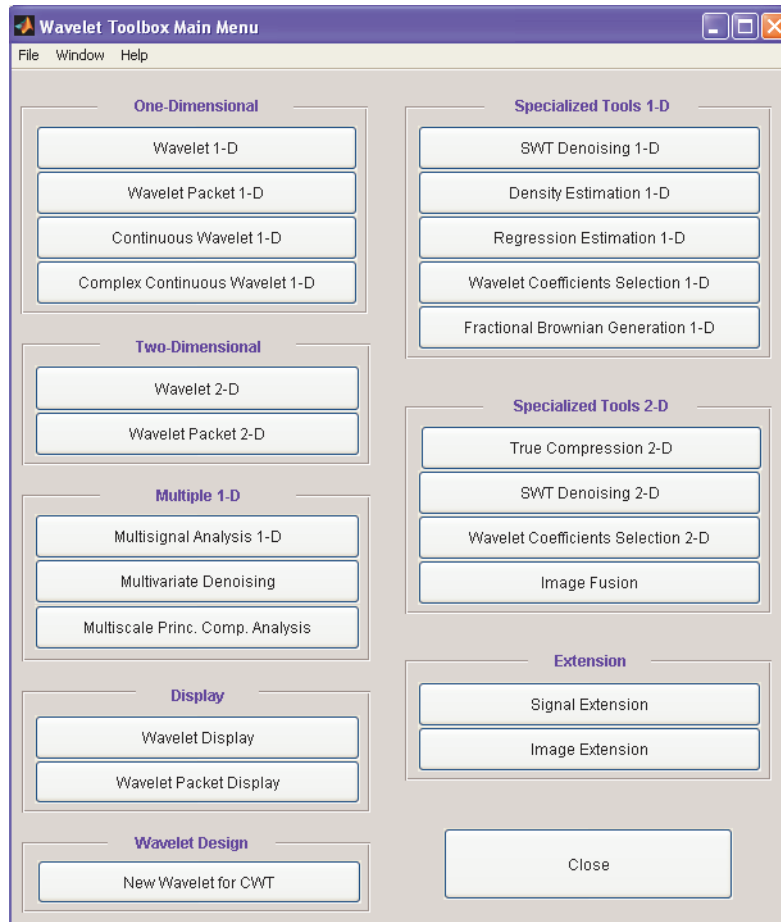 Wavelet Toolbox Main Menu
File Window Help
One-Dimensional
Wavelet 1-D
Wavelet Packet 1-D
Continuous Wavelet 1-D
Complex Continuous Wavelet 1-D
Two-Dimensional
Wavelet 2-D
Wavelet Packet 2-D
Multiple 1-D
Multisignal Analysis 1-D
Multivariate Denoising
Multiscale Princ. Comp. Analysis
Display
Wavelet Display
Wavelet Packet Display
Wavelet Design
New Wavelet for CWT
Specialized Tools 1-D
SWT Denoising 1-D
Density Estimation 1-D
Regression Estimation 1-D
Wavelet Coefficients Selection 1-D
Fractional Brownian Generation 1-D
Specialized Tools 2-D
True Compression 2-D
SWT Denoising 2-D
Wavelet Coefficients Selection 2-D
Image Fusion
Extension
Signal Extension
Image Extension
Close